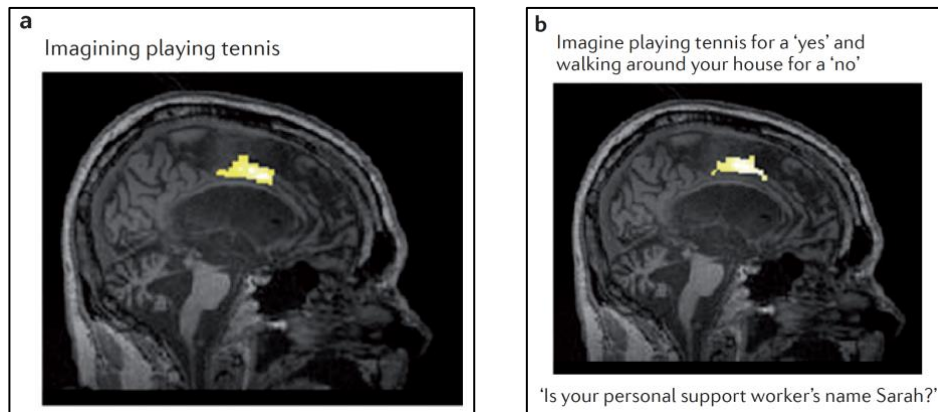 a
Imagining playing tennis
b
Imagine playing tennis for a ‘yes’ and
walking around your house for a ‘no’
‘Is your personal support worker’s name Sarah?’